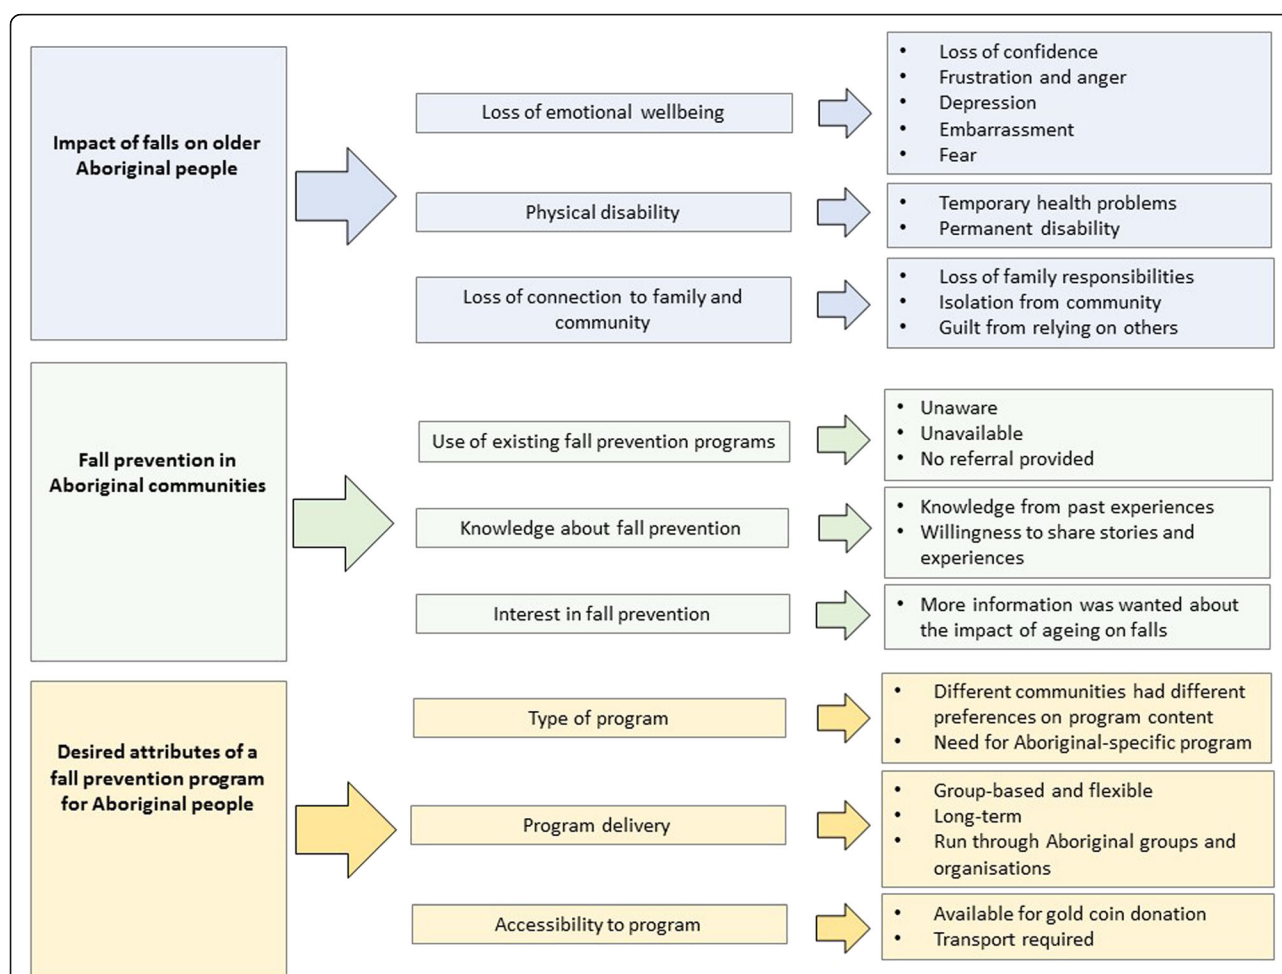 Impact of falls on older
Aboriginal people
Loss of emotional wellbeing
• Loss of confidence
• Frustration and anger
• Depression
• Embarrassment
• Fear
Physical disability
• Temporary health problems
• Permanent disability
Loss of connection to family and
community
• Loss of family responsibilities
• Isolation from community
• Guilt from relying on others
Fall prevention in
Aboriginal communities
Use of existing fall prevention programs
• Unaware
• Unavailable
• No referral provided
Knowledge about fall prevention
• Knowledge from past experiences
• Willingness to share stories and
experiences
Interest in fall prevention
• More information was wanted about
the impact of ageing on falls
Desired attributes of a
fall prevention program
for Aboriginal people
Type of program
• Different communities had different
preferences on program content
• Need for Aboriginal-specific program
Program delivery
• Group-based and flexible
• Long-term
• Run through Aboriginal groups and
organisations
Accessibility to program
• Available for gold coin donation
• Transport required